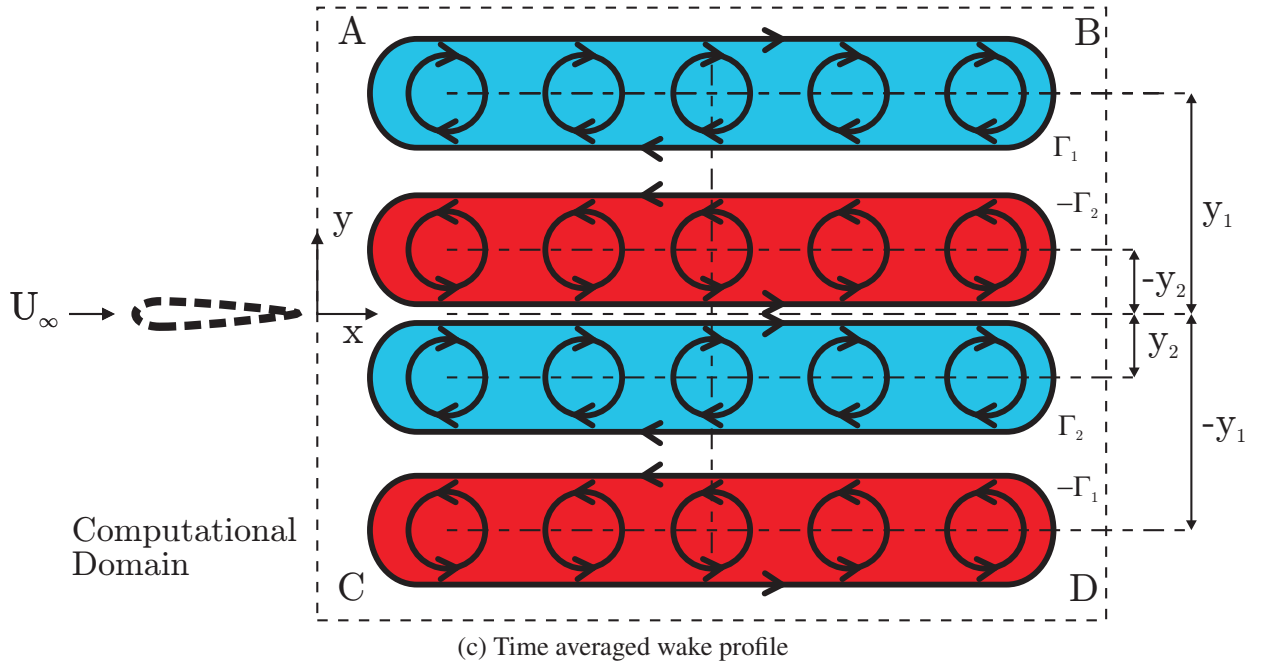 A
B
Γ₁
-Γ₂
y₁
y
-y₂
U∞
x
y₂
Γ₂
-y₁
-Γ₁
Computational
Domain
C
D
(c) Time averaged wake profile